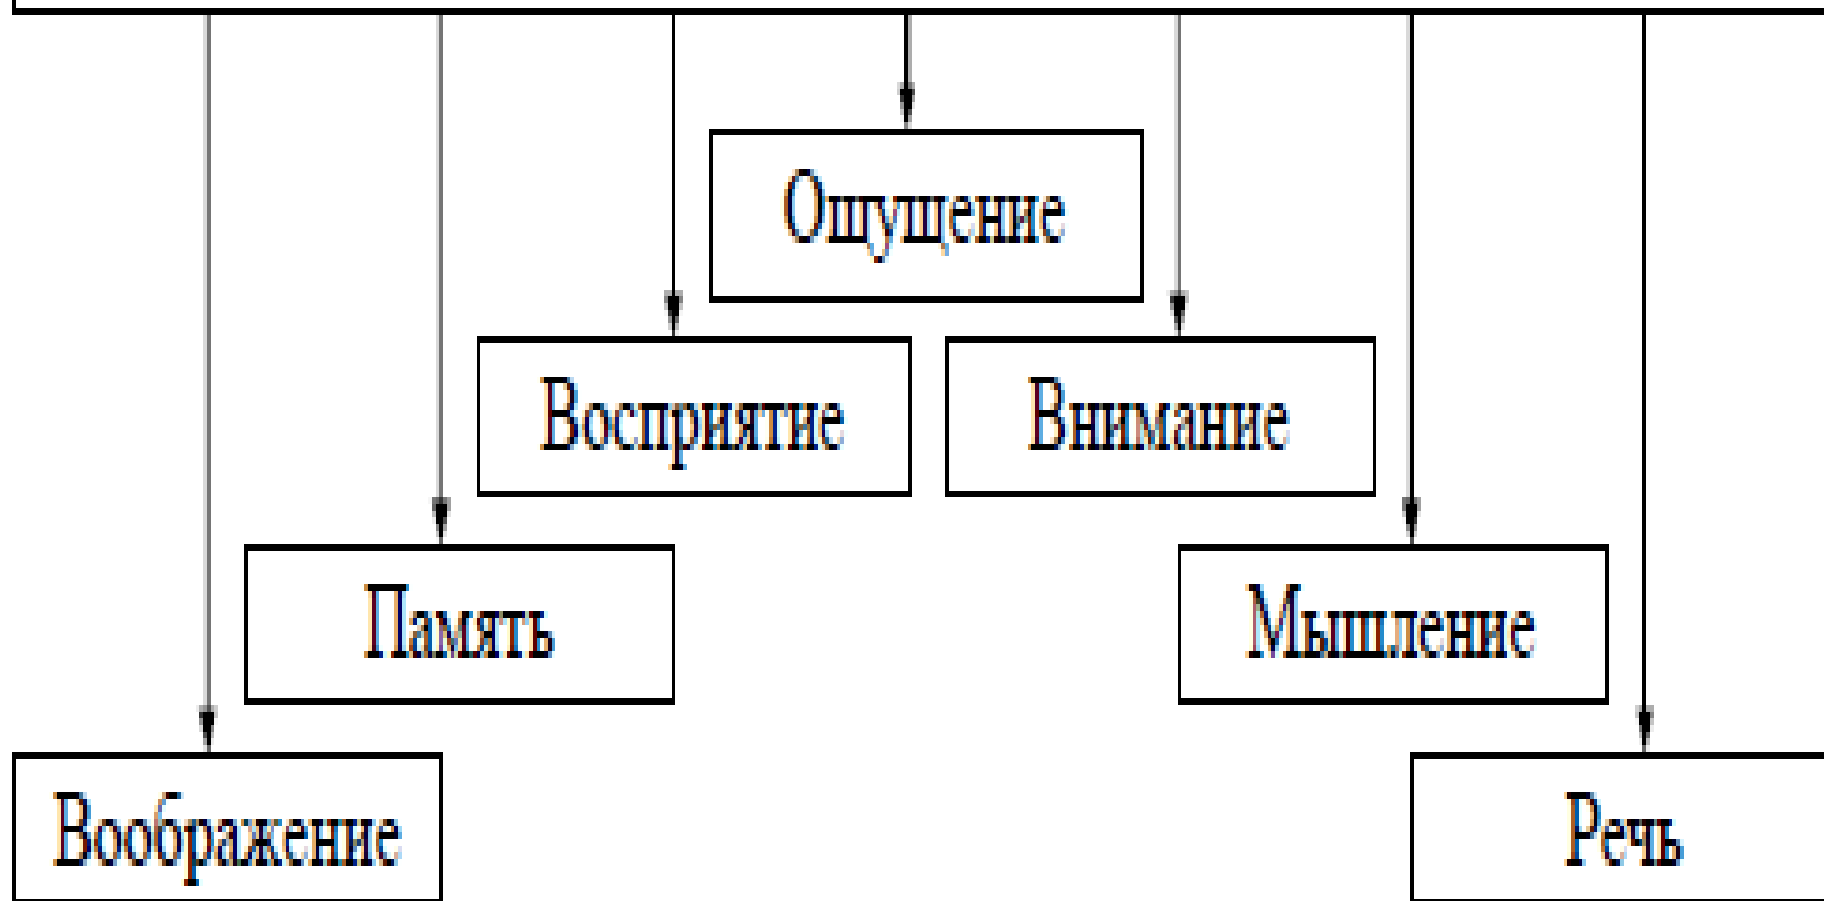 Ощущение
Восприятие
Внимание
Память
Мышление
Воображение
Речь